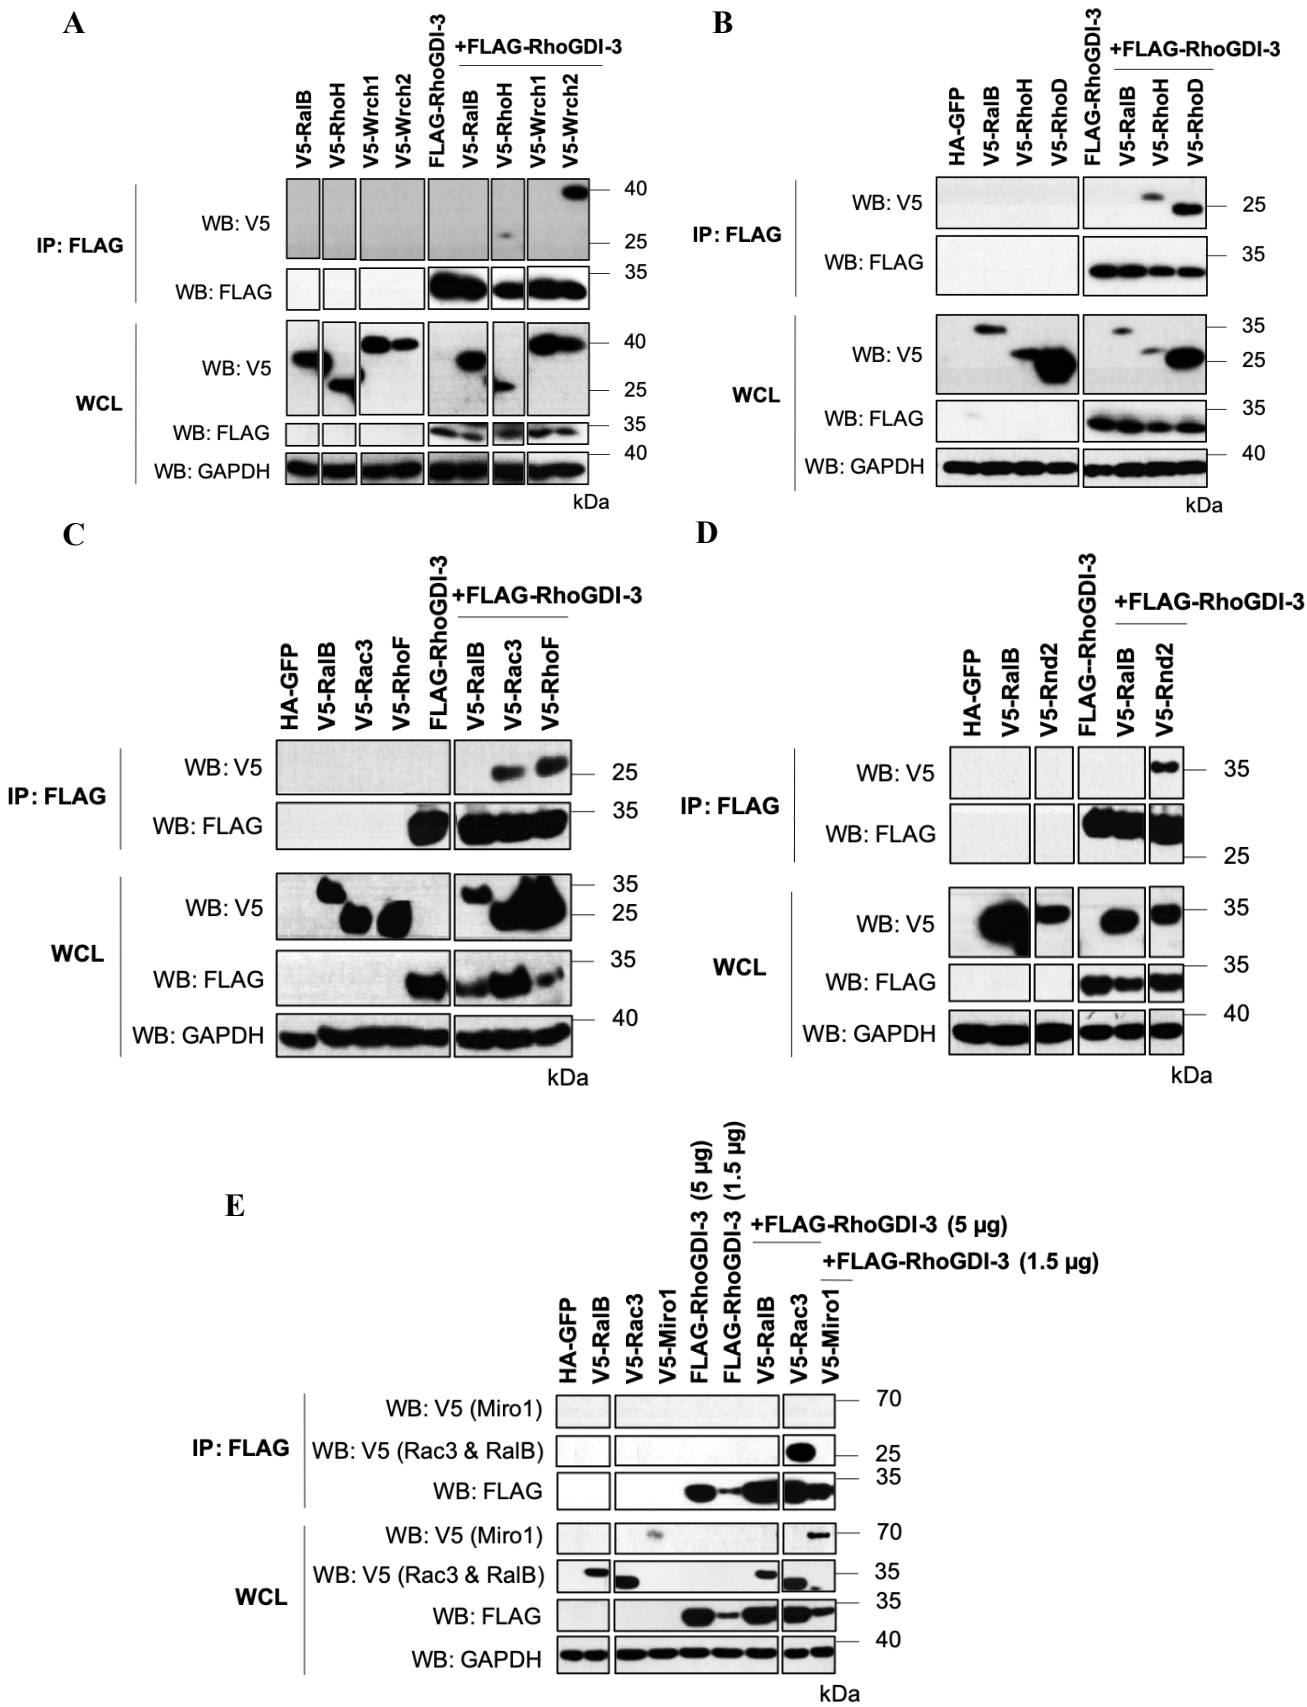 A
V5-RalB
V5-RhoH
V5-Wrch1
V5-Wrch2
FLAG-RhoGDI-3
+FLAG-RhoGDI-3
V5-RalB
V5-RhoH
V5-Wrch1
V5-Wrch2
IP: FLAG
WB: V5
40
25
WB: FLAG
35
WCL
WB: V5
40
25
WB: FLAG
35
WB: GAPDH
40
kDa
B
HA-GFP
V5-RalB
V5-RhoH
V5-RhoD
FLAG-RhoGDI-3
+FLAG-RhoGDI-3
V5-RalB
V5-RhoH
V5-RhoD
IP: FLAG
WB: V5
25
WB: FLAG
35
WCL
WB: V5
35
25
WB: FLAG
35
WB: GAPDH
40
kDa
C
HA-GFP
V5-RalB
V5-Rac3
V5-RhoF
FLAG-RhoGDI-3
+FLAG-RhoGDI-3
V5-RalB
V5-Rac3
V5-RhoF
IP: FLAG
WB: V5
25
WB: FLAG
35
WCL
WB: V5
35
25
WB: FLAG
35
WB: GAPDH
40
kDa
D
HA-GFP
V5-RalB
V5-Rnd2
FLAG--RhoGDI-3
+FLAG-RhoGDI-3
V5-RalB
V5-Rnd2
IP: FLAG
WB: V5
35
WB: FLAG
25
WCL
WB: V5
35
WB: FLAG
35
WB: GAPDH
40
kDa
E
HA-GFP
V5-RalB
V5-Rac3
V5-Miro1
FLAG-RhoGDI-3 (5 µg)
FLAG-RhoGDI-3 (1.5 µg)
+FLAG-RhoGDI-3 (5 µg)
+FLAG-RhoGDI-3 (1.5 µg)
V5-RalB
V5-Rac3
V5-Miro1
IP: FLAG
WB: V5 (Miro1)
70
WB: V5 (Rac3 & RalB)
25
WB: FLAG
35
WCL
WB: V5 (Miro1)
70
WB: V5 (Rac3 & RalB)
35
WB: FLAG
35
WB: GAPDH
40
kDa